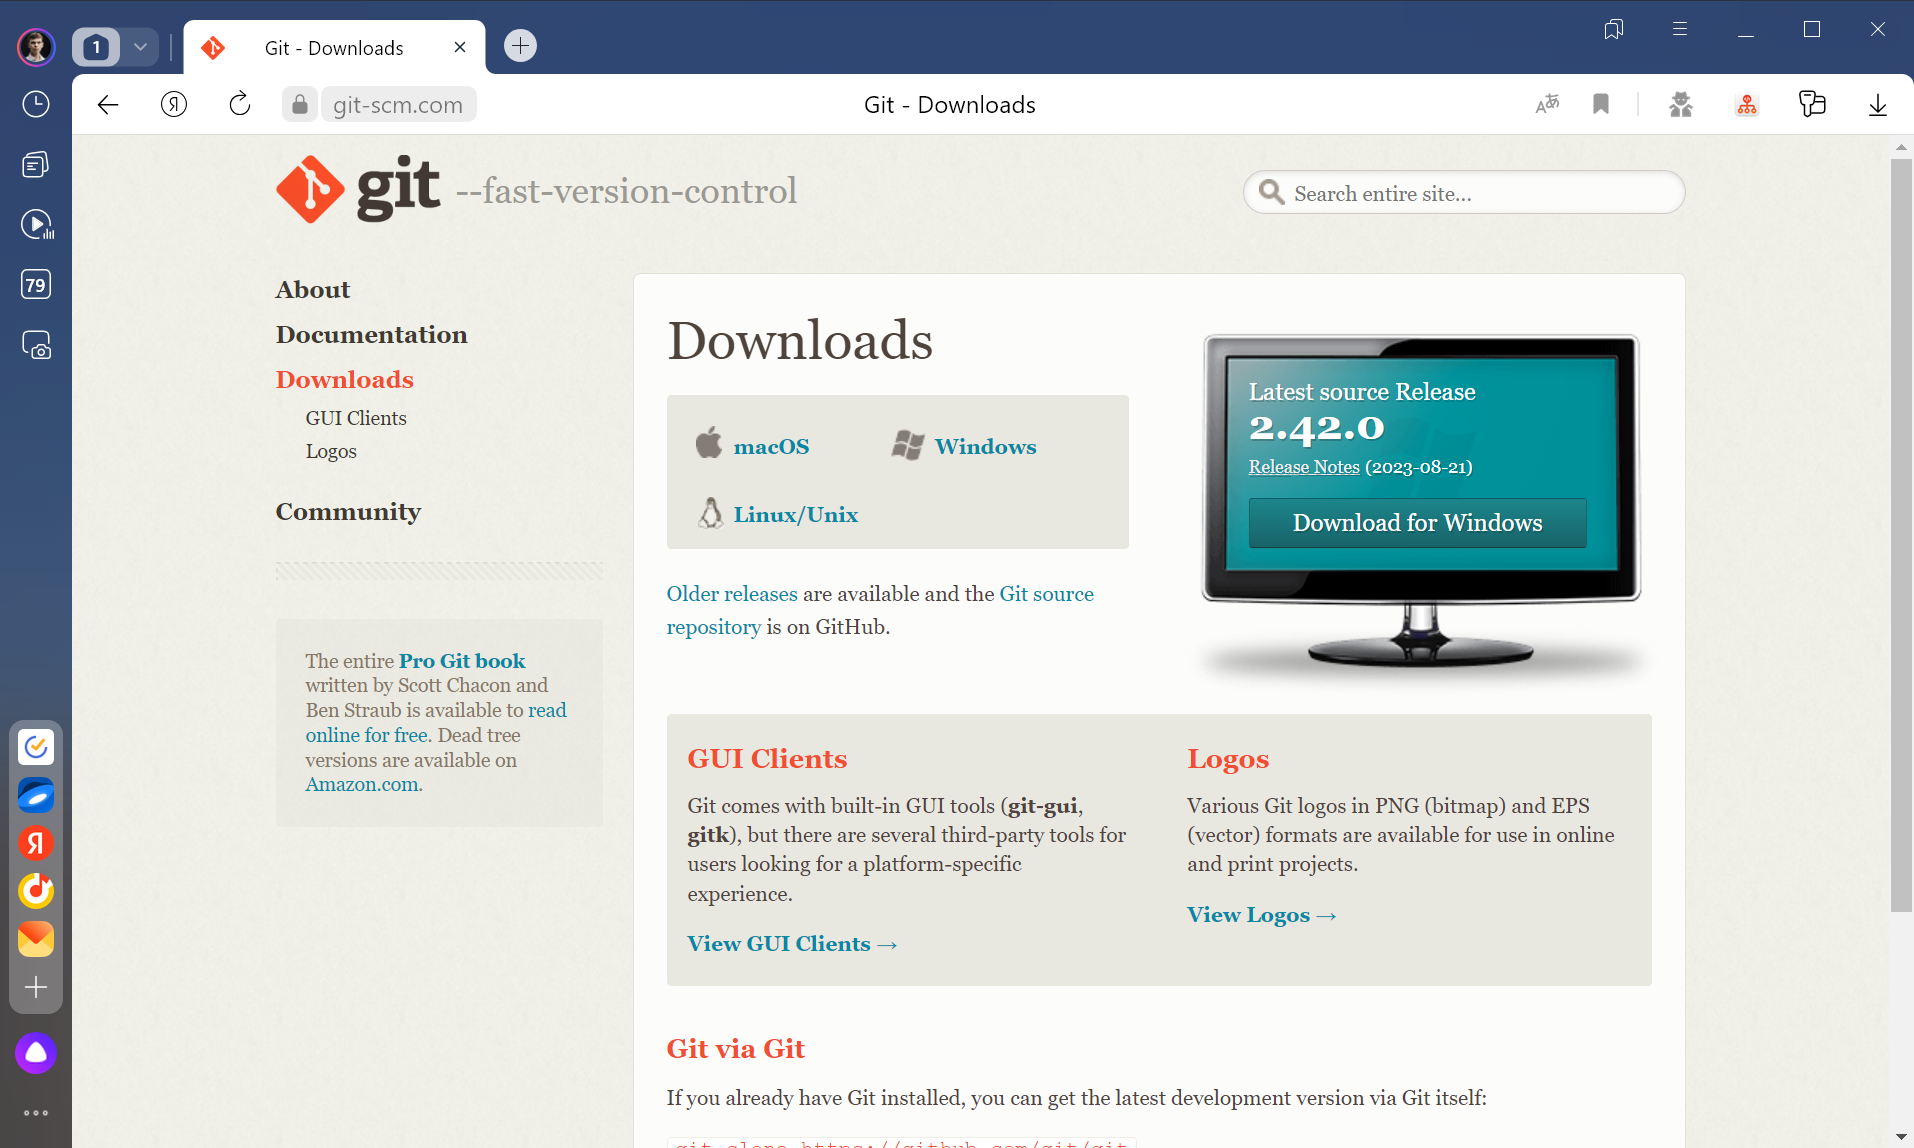 1
Git - Downloads
Я
git-scm.com
Git - Downloads
79
git --fast-version-control
Search entire site...
About
Documentation
Downloads
GUI Clients
Logos
Community
The entire Pro Git book
written by Scott Chacon and
Ben Straub is available to read
online for free. Dead tree
versions are available on
Amazon.com.
Downloads
macOS
Windows
Linux/Unix
Older releases are available and the Git source
repository is on GitHub.
Latest source Release
2.42.0
Release Notes (2023-08-21)
Download for Windows
GUI Clients
Git comes with built-in GUI tools (git-gui,
gitk), but there are several third-party tools for
users looking for a platform-specific
experience.
View GUI Clients →
Logos
Various Git logos in PNG (bitmap) and EPS
(vector) formats are available for use in online
and print projects.
View Logos →
Git via Git
If you already have Git installed, you can get the latest development version via Git itself:
git clone https://github.com/git/git
Я